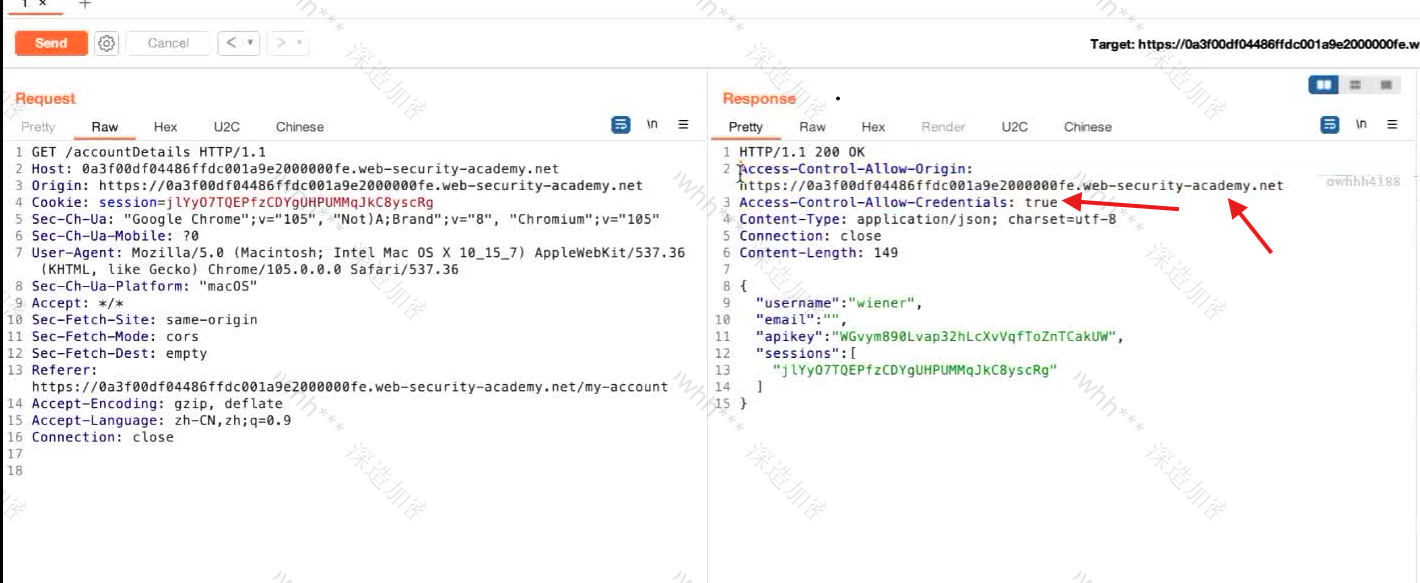 1 ×
+
Send
Cancel
< ▾
> ▾
Target: https://0a3f00df04486ffdc001a9e2000000fe.w
Request
Pretty Raw Hex U2C Chinese
\n
1 GET /accountDetails HTTP/1.1
2 Host: 0a3f00df04486ffdc001a9e2000000fe.web-security-academy.net
3 Origin: https://0a3f00df04486ffdc001a9e2000000fe.web-security-academy.net
4 Cookie: session=jlYyO7TQEPfzCDYgUHPUMMqJkC8yscRg
5 Sec-Ch-Ua: "Google Chrome";v="105", "Not)A;Brand";v="8", "Chromium";v="105"
6 Sec-Ch-Ua-Mobile: ?0
7 User-Agent: Mozilla/5.0 (Macintosh; Intel Mac OS X 10_15_7) AppleWebKit/537.36
(KHTML, like Gecko) Chrome/105.0.0.0 Safari/537.36
8 Sec-Ch-Ua-Platform: "macOS"
9 Accept: */*
10 Sec-Fetch-Site: same-origin
11 Sec-Fetch-Mode: cors
12 Sec-Fetch-Dest: empty
13 Referer:
https://0a3f00df04486ffdc001a9e2000000fe.web-security-academy.net/my-account
14 Accept-Encoding: gzip, deflate
15 Accept-Language: zh-CN,zh;q=0.9
16 Connection: close
17
18
Response
Pretty Raw Hex Render U2C Chinese
\n
1 HTTP/1.1 200 OK
2 Access-Control-Allow-Origin:
https://0a3f00df04486ffdc001a9e2000000fe.web-security-academy.net
3 Access-Control-Allow-Credentials: true
4 Content-Type: application/json; charset=utf-8
5 Connection: close
6 Content-Length: 149
7
8 {
9 "username":"wiener",
10 "email":"",
11 "apikey":"WGvym890Lvap32hLcXvVqfToZnTCakUW",
12 "sessions":[
13 "jlYyO7TQEPfzCDYgUHPUMMqJkC8yscRg"
14 ]
15 }
owhhh4188
whh*** 深造加密